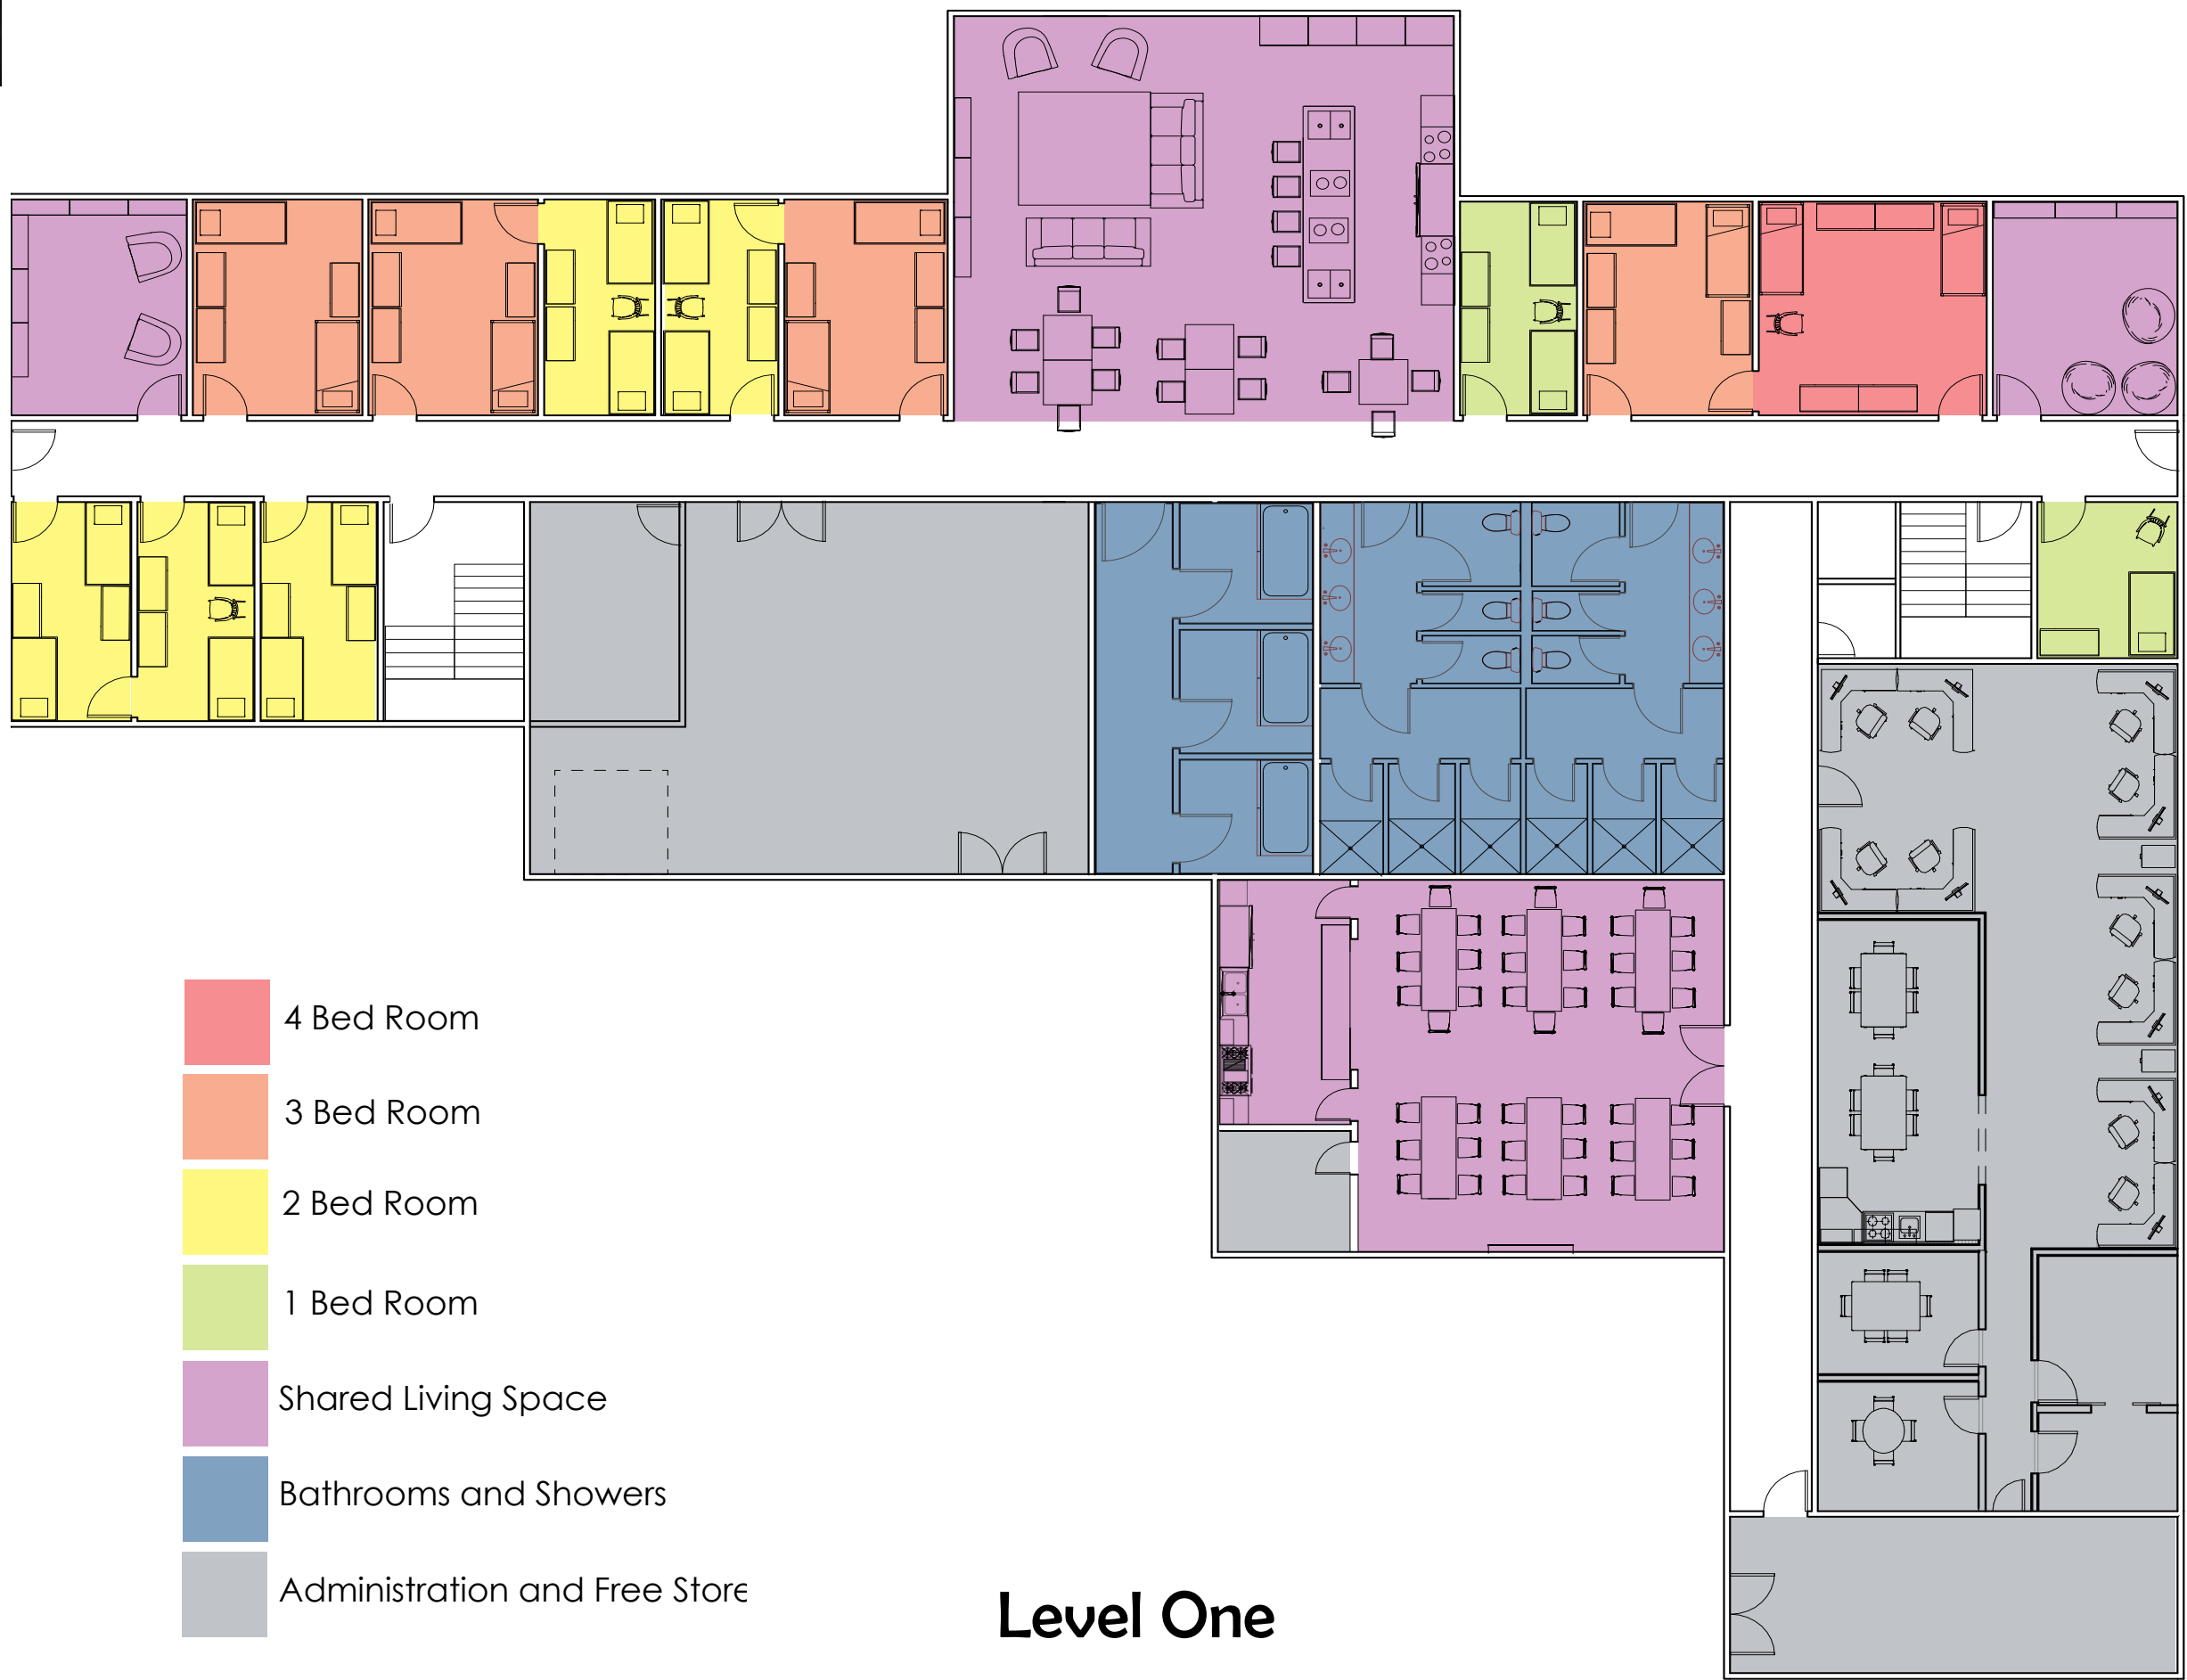 4 Bed Room
3 Bed Room
2 Bed Room
1 Bed Room
Shared Living Space
Bathrooms and Showers
Administration and Free Store
Level One